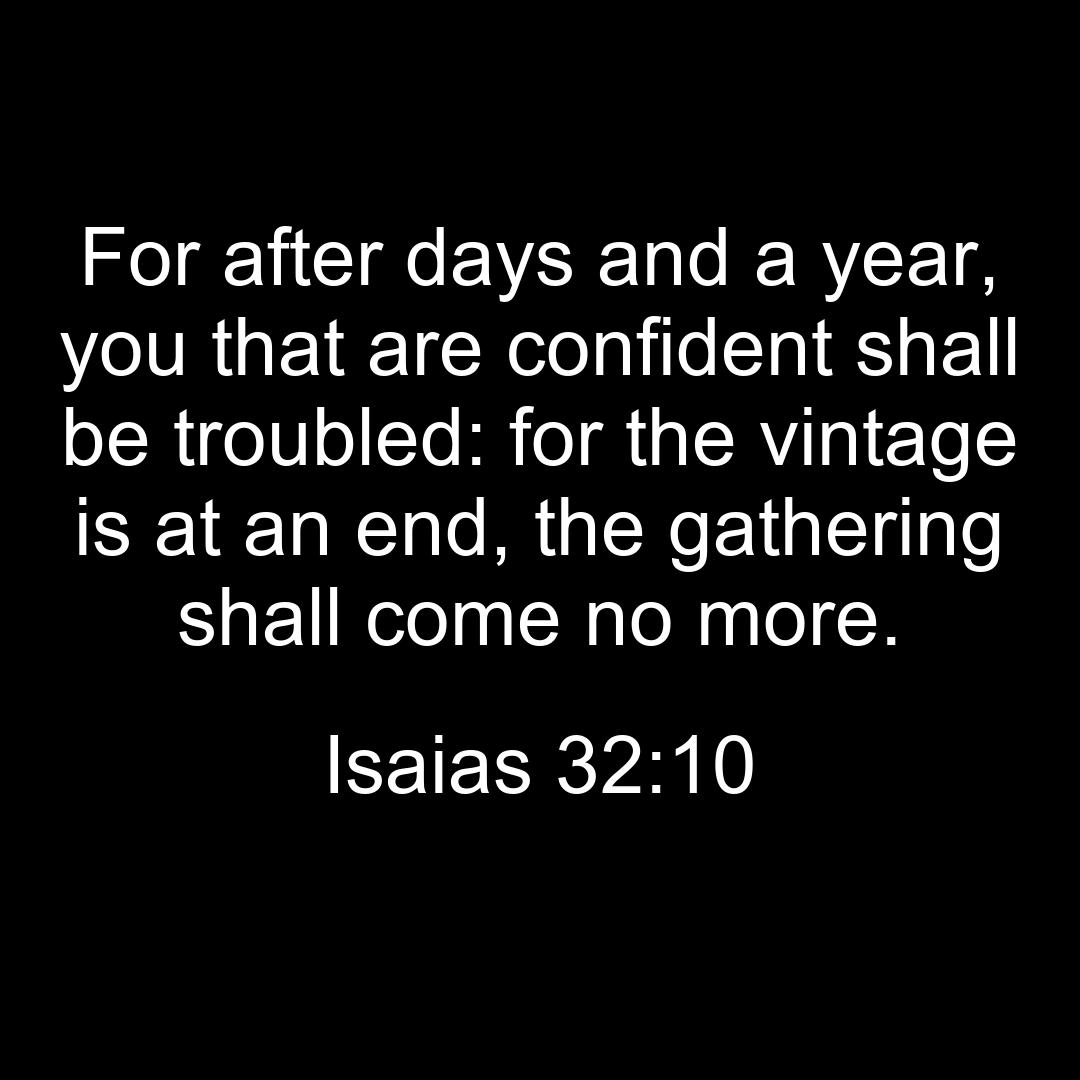 For after days and a year,
you that are confident shall
be troubled: for the vintage
is at an end, the gathering
shall come no more.
Isaias 32:10